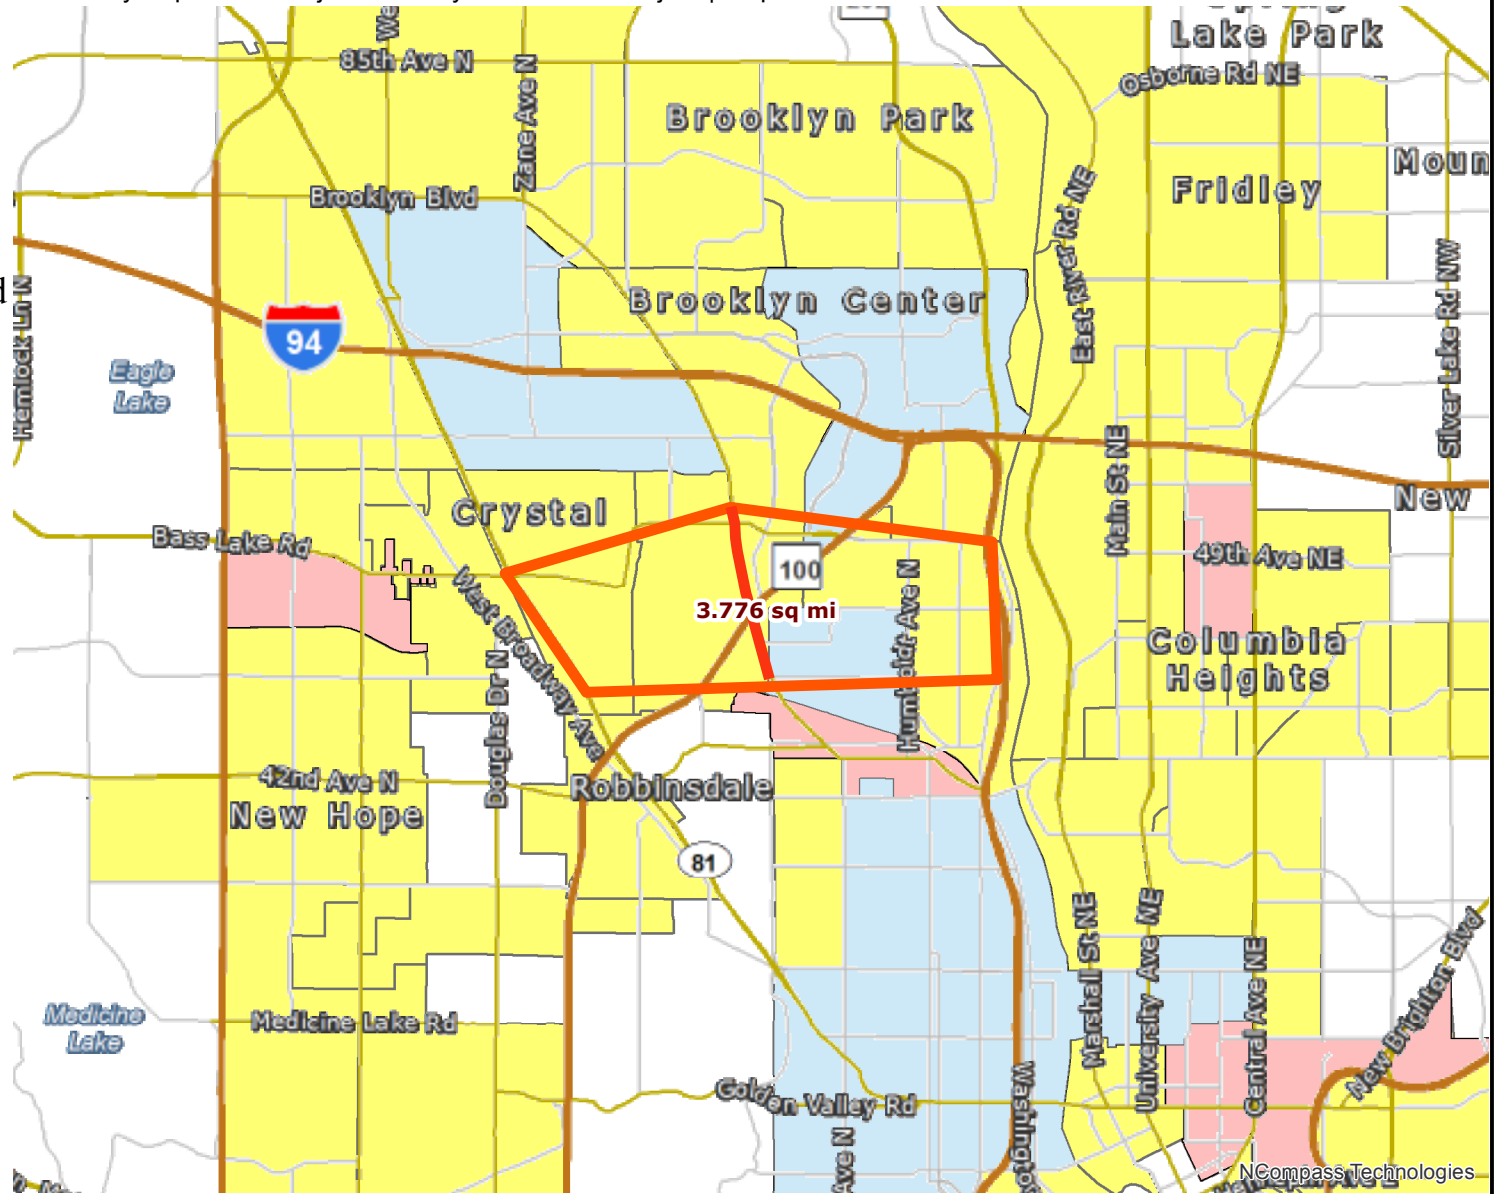 85th Ave N
Zane Ave N
Lake Park
Osborne Rd NE
Brooklyn Park
Moun
Fridley
Brooklyn Blvd
East River Rd NE
d
Hemlock Ln N
94
Brooklyn Center
Silver Lake Rd NW
Eagle
Lake
Main St NE
New
Crystal
Bass Lake Rd
100
49th Ave NE
3.776 sq mi
West Broadway Ave
Humboldt Ave N
Columbia
Heights
Douglas Dr N
42nd Ave N
Robbinsdale
New Hope
81
Marshall St NE
University Ave NE
Central Ave NE
New Brighton Blvd
Medicine
Lake
Medicine Lake Rd
Golden Valley Rd
Washington
Ave N
NCompass Technologies